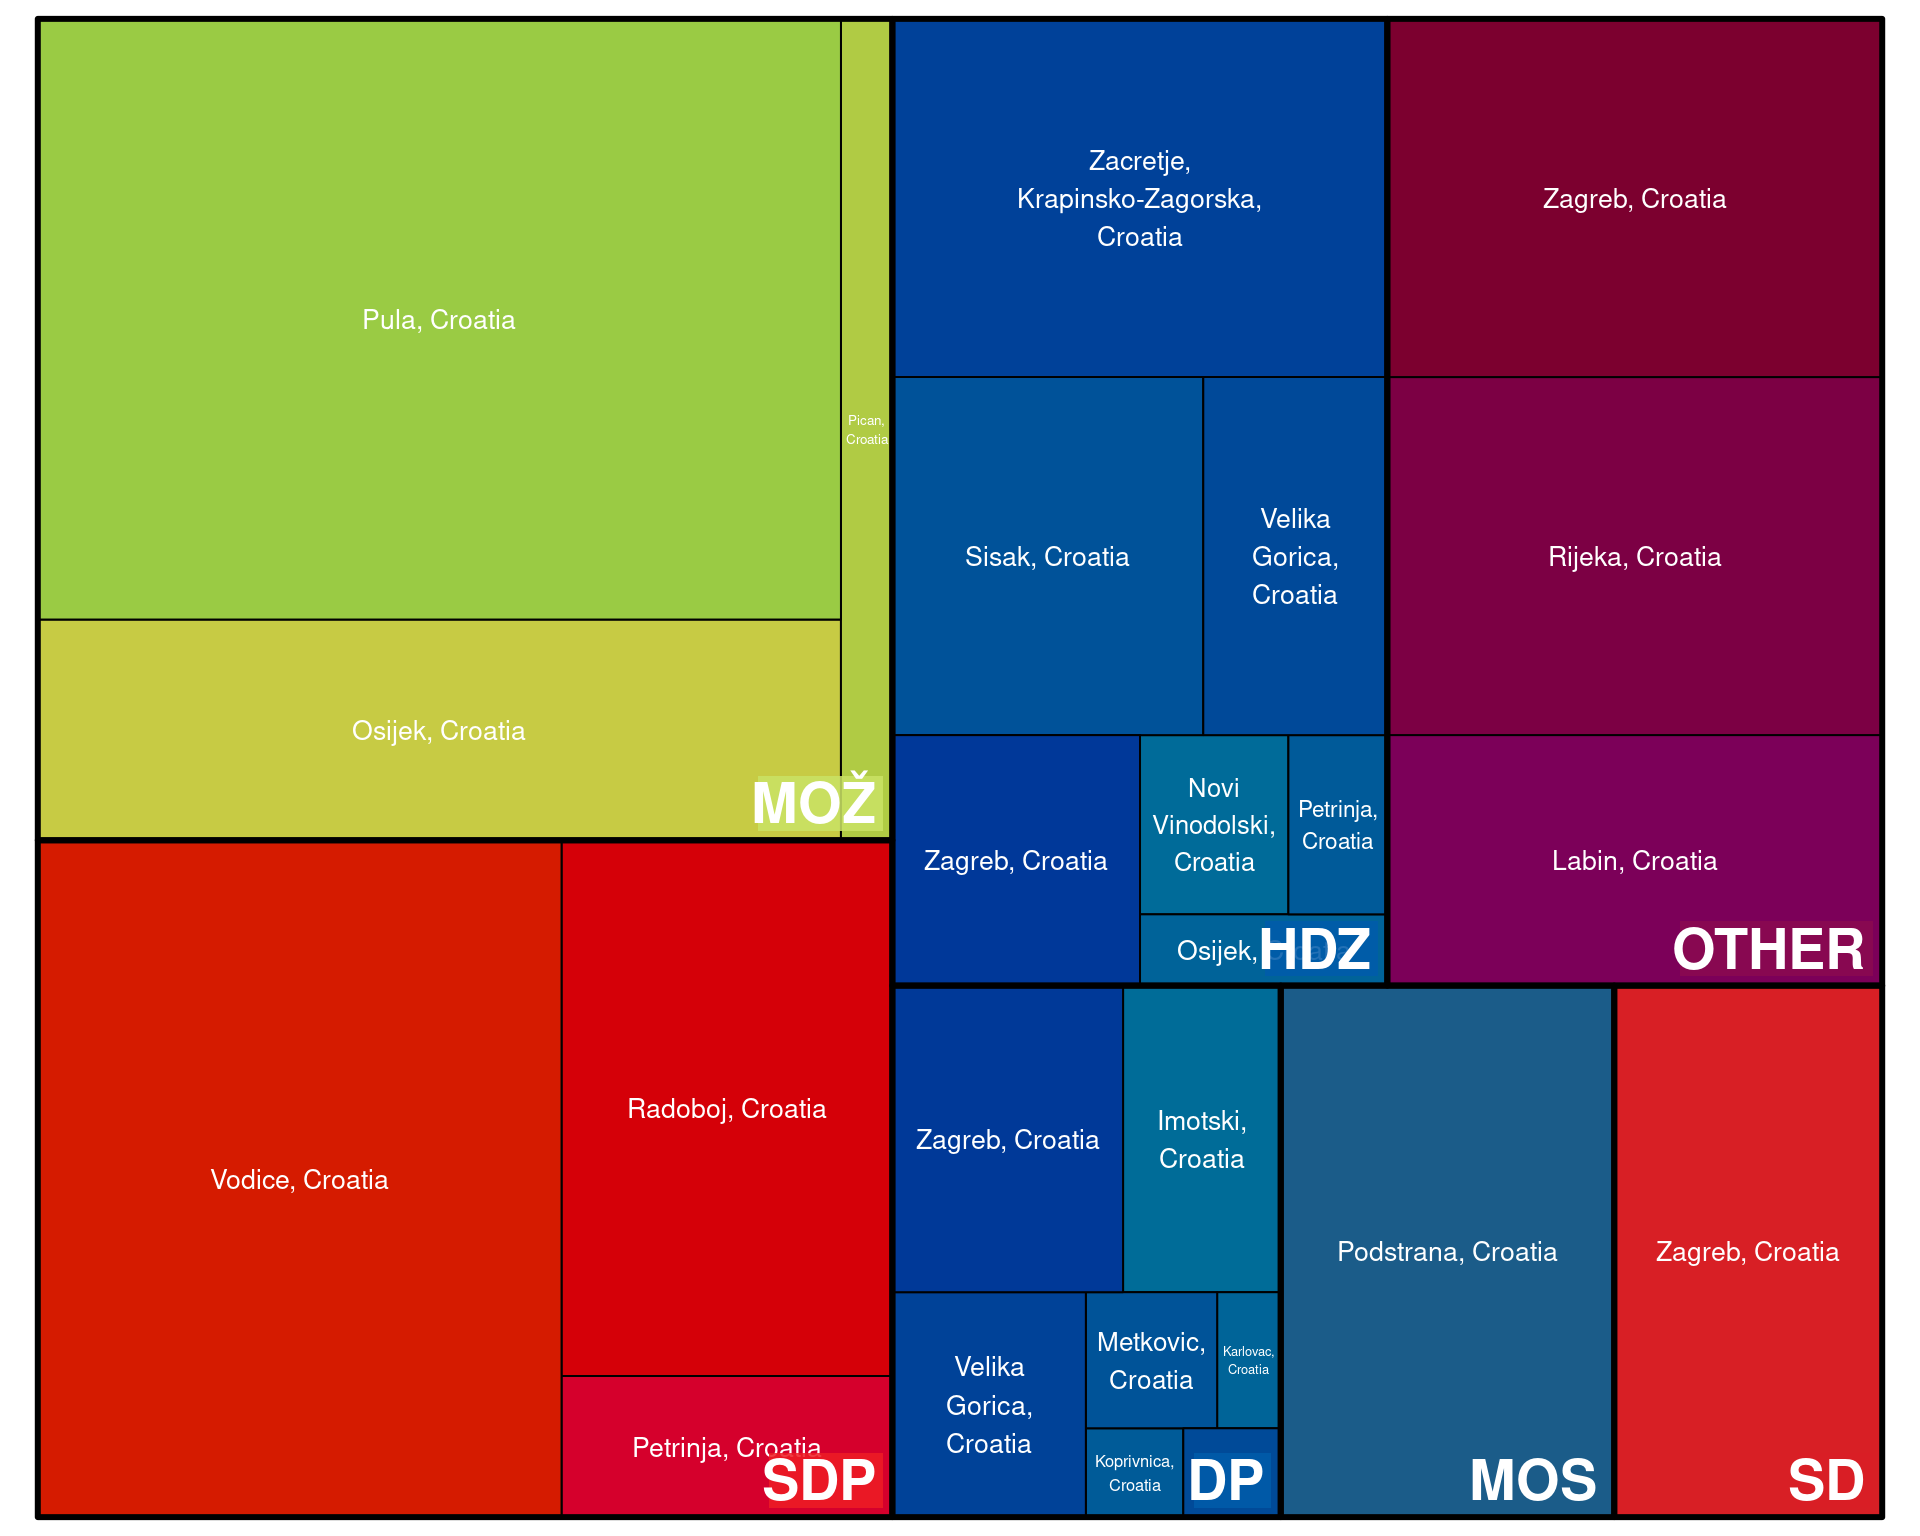 Pula, Croatia
Pican,
Croatia
Osijek, Croatia
MOŽ
Vodice, Croatia
Radoboj, Croatia
Petrinja, Croatia
SDP
Zacretje,
Krapinsko-Zagorska,
Croatia
Sisak, Croatia
Velika
Gorica,
Croatia
Zagreb, Croatia
Novi
Vinodolski,
Croatia
Petrinja,
Croatia
Osijek, Croatia
HDZ
Zagreb, Croatia
Rijeka, Croatia
Labin, Croatia
OTHER
Zagreb, Croatia
Imotski,
Croatia
Velika
Gorica,
Croatia
Metkovic,
Croatia
Karlovac,
Croatia
Koprivnica,
Croatia
DP
Podstrana, Croatia
MOS
Zagreb, Croatia
SD